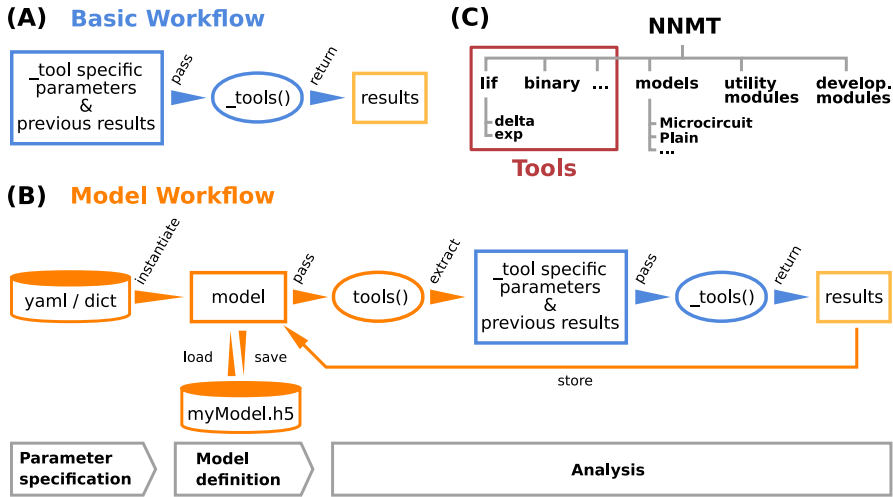 (A) Basic Workflow
_tool specific
parameters
&
previous results
pass
_tools()
return
results
(C)
NNMT
lif
binary
...
models
utility
modules
develop.
modules
delta
exp
Microcircuit
Plain
...
Tools
(B) Model Workflow
yaml / dict
instantiate
model
pass
tools()
extract
_tool specific
parameters
&
previous results
pass
_tools()
return
results
load
save
store
myModel.h5
Parameter
specification
Model
definition
Analysis